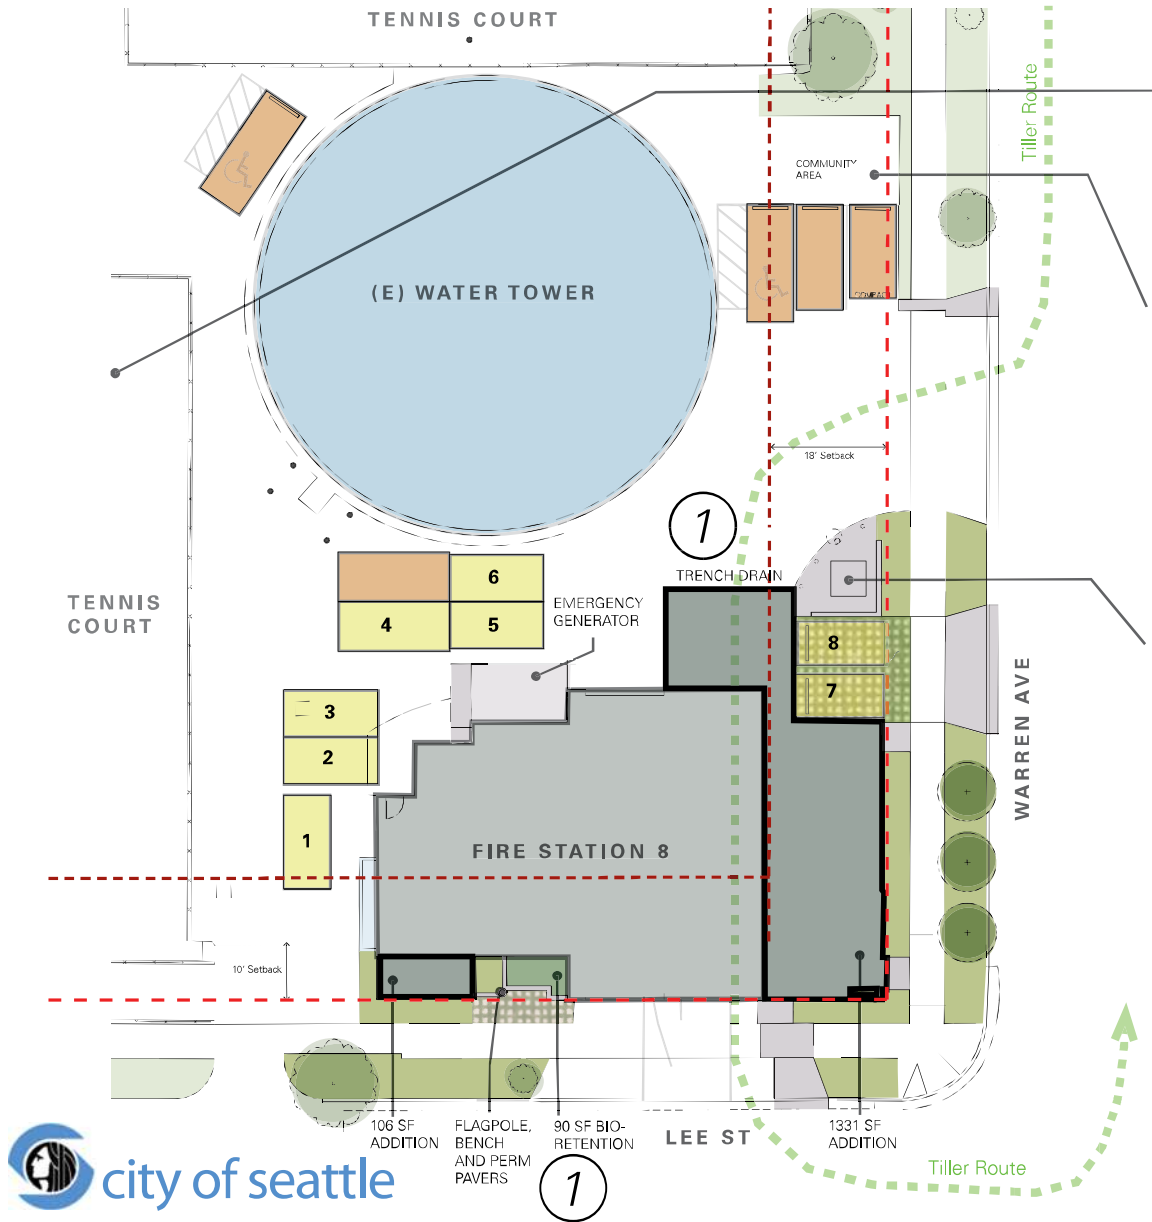 TENNIS COURT
Tiller Route
COMMUNITY
AREA
(E) WATER TOWER
18' Setback
1
TRENCH DRAIN
6
4
5
EMERGENCY
GENERATOR
TENNIS
COURT
8
7
3
2
1
WARREN AVE
FIRE STATION 8
10' Setback
106 SF
ADDITION
FLAGPOLE,
BENCH
AND PERM
PAVERS
90 SF BIO-
RETENTION
LEE ST
1331 SF
ADDITION
1
Tiller Route
city of seattle